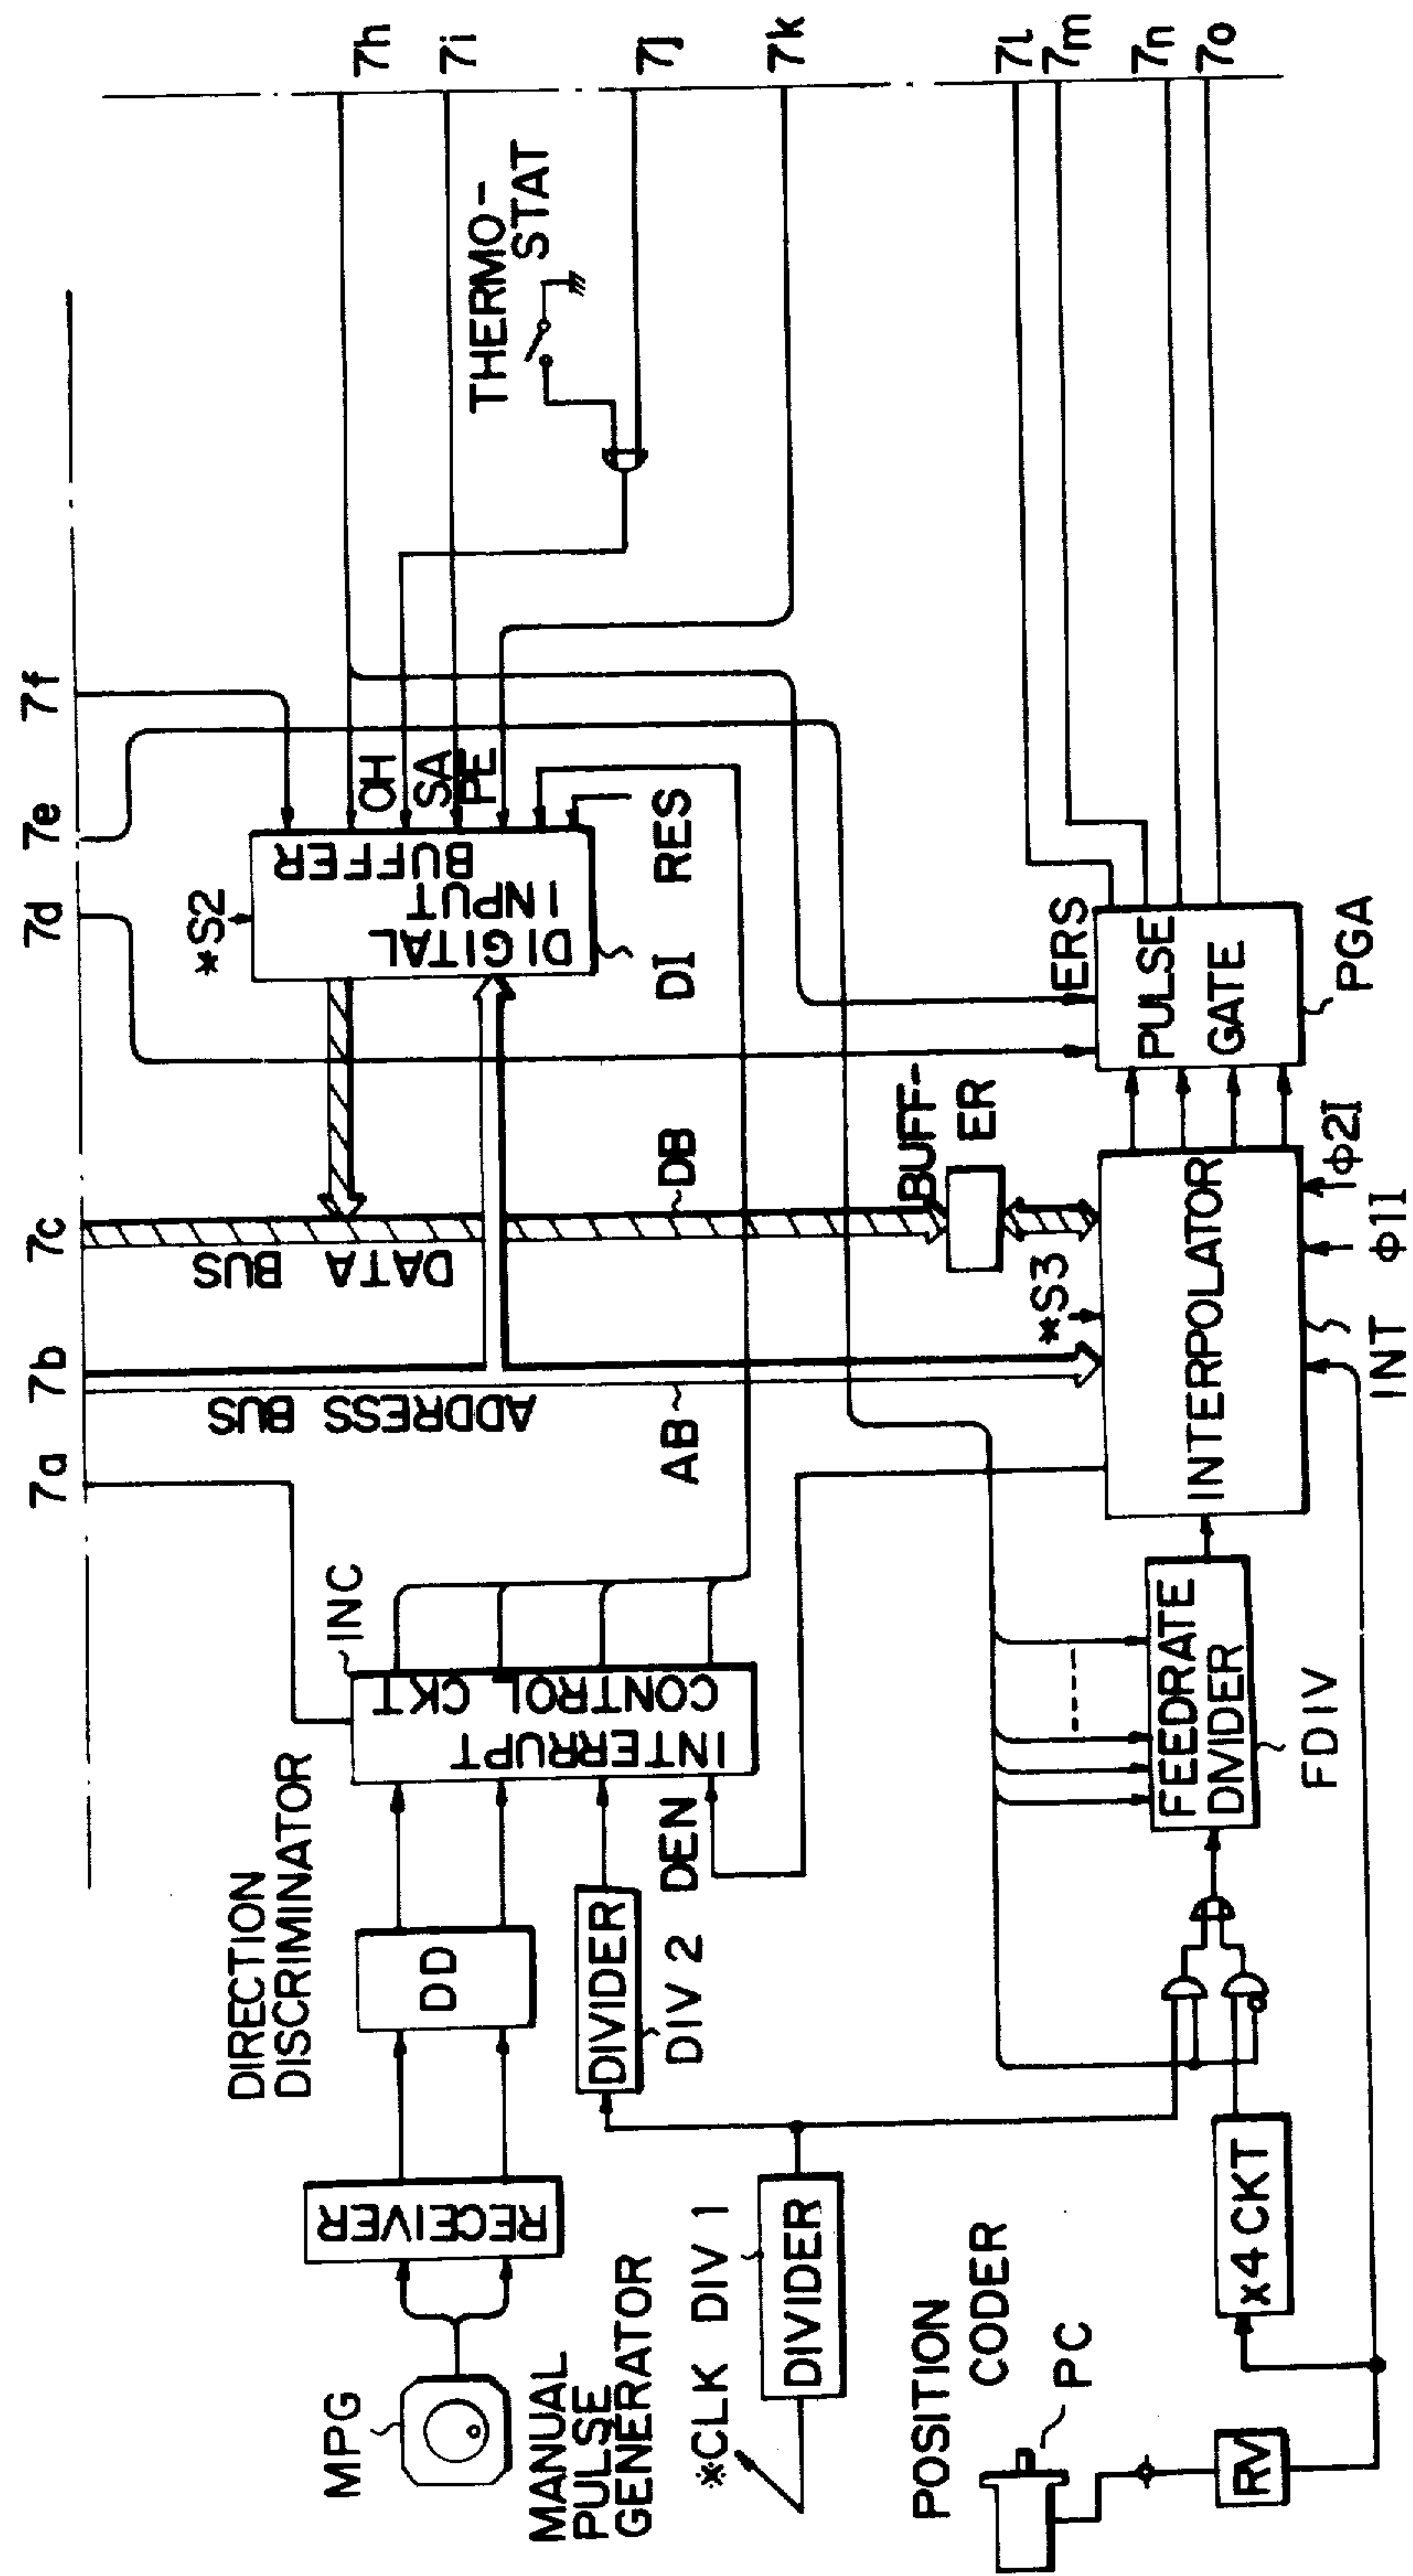 7a
7b
7c
7d
7e
7f
7h
7i
7j
7k
7l
7m
7n
7o
MPG
MANUAL
PULSE
GENERATOR
RECEIVER
DIRECTION
DISCRIMINATOR
DD
DIVIDER
DIV 2
DEN
INTERRUPT
CONTROL CKT
INC
ADDRESS BUS
AB
DATA BUS
DB
*S2
DIGITAL
INPUT
BUFFER
DI
RES
OH
SA
PE
THERMO-
STAT
※CLK
DIV 1
DIVIDER
POSITION
CODER
PC
RV
x4 CKT
FEEDRATE
DIVIDER
FDIV
BUFF-
ER
*S3
INTERPOLATOR
INT
Φ1I
Φ2I
ERS
PULSE
GATE
PGA